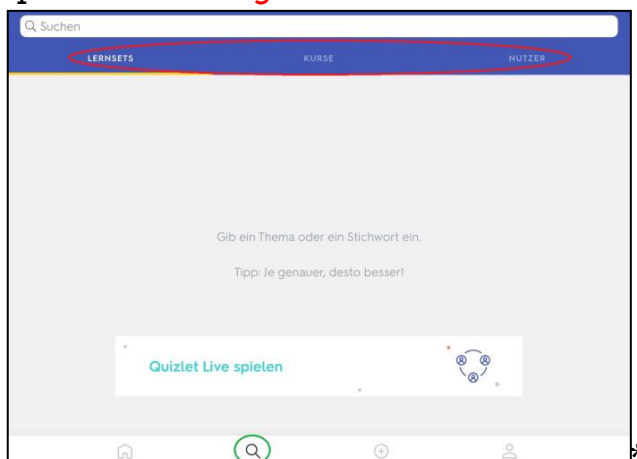 Suchen
LERNSETS KURSE NUTZER
Gib ein Thema oder ein Stichwort ein.
Tipp: Je genauer, desto besser!
Quizlet Live spielen